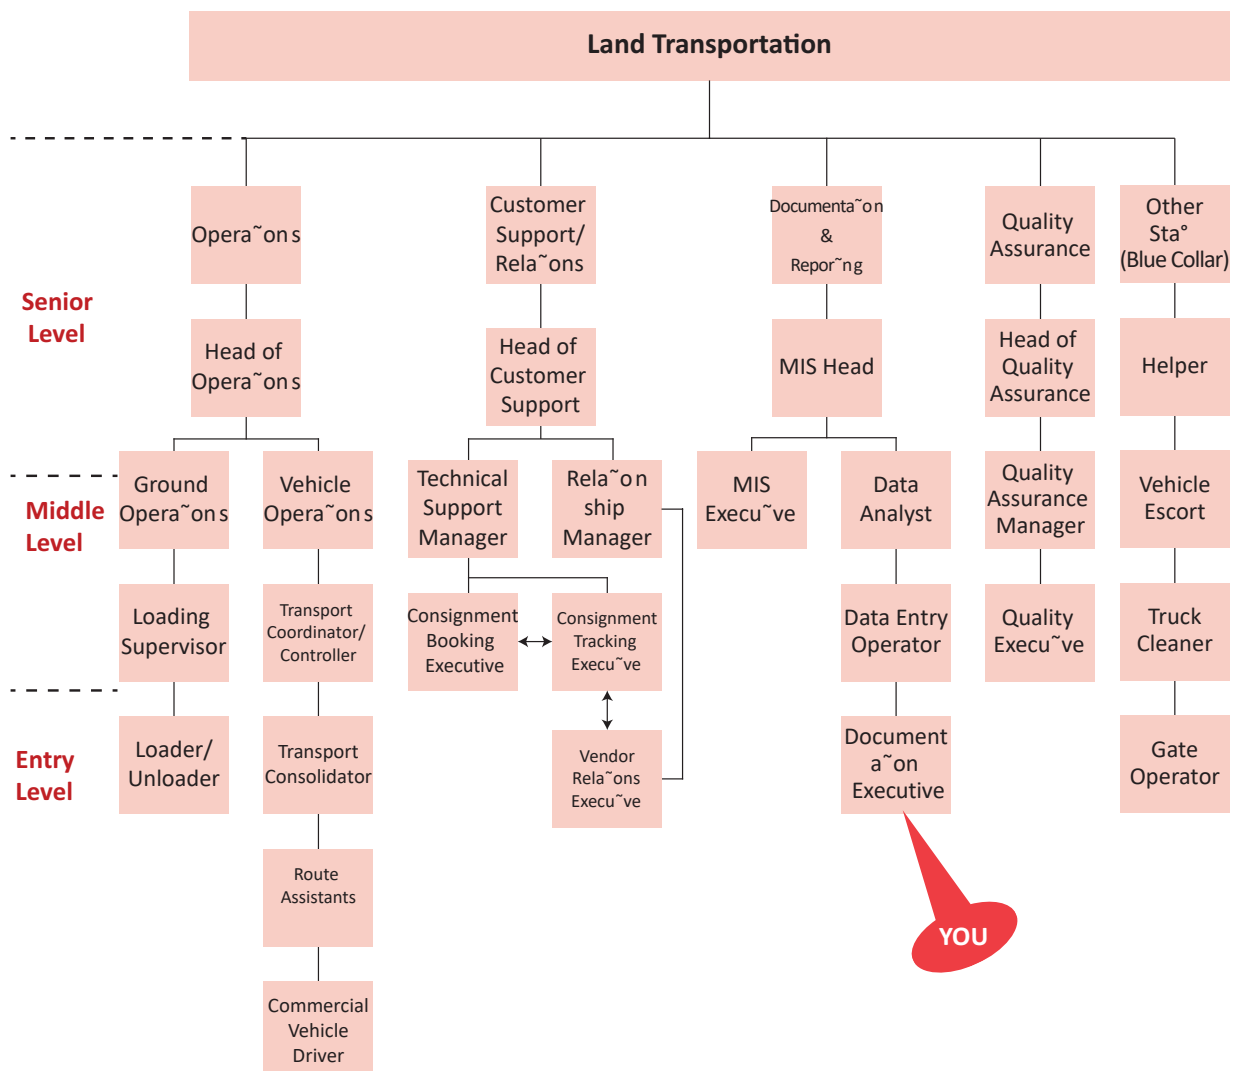 Land Transportation
Opera˜ons
Customer
Support/
Rela˜ons
Documenta˜on
&
Repor˜ng
Quality
Assurance
Other
Sta°
(Blue Collar)
Senior
Level
Head of
Opera˜ons
Head of
Customer
Support
MIS Head
Head of
Quality
Assurance
Helper
Middle
Level
Ground
Opera˜ons
Vehicle
Opera˜ons
Technical
Support
Manager
Rela˜on
ship
Manager
MIS
Execu˜ve
Data
Analyst
Quality
Assurance
Manager
Vehicle
Escort
Loading
Supervisor
Transport
Coordinator/
Controller
Consignment
Booking
Executive
Consignment
Tracking
Execu˜ve
Data Entry
Operator
Quality
Execu˜ve
Truck
Cleaner
Entry
Level
Loader/
Unloader
Transport
Consolidator
Vendor
Rela˜ons
Execu˜ve
Document
a˜on
Executive
Gate
Operator
Route
Assistants
YOU
Commercial
Vehicle
Driver